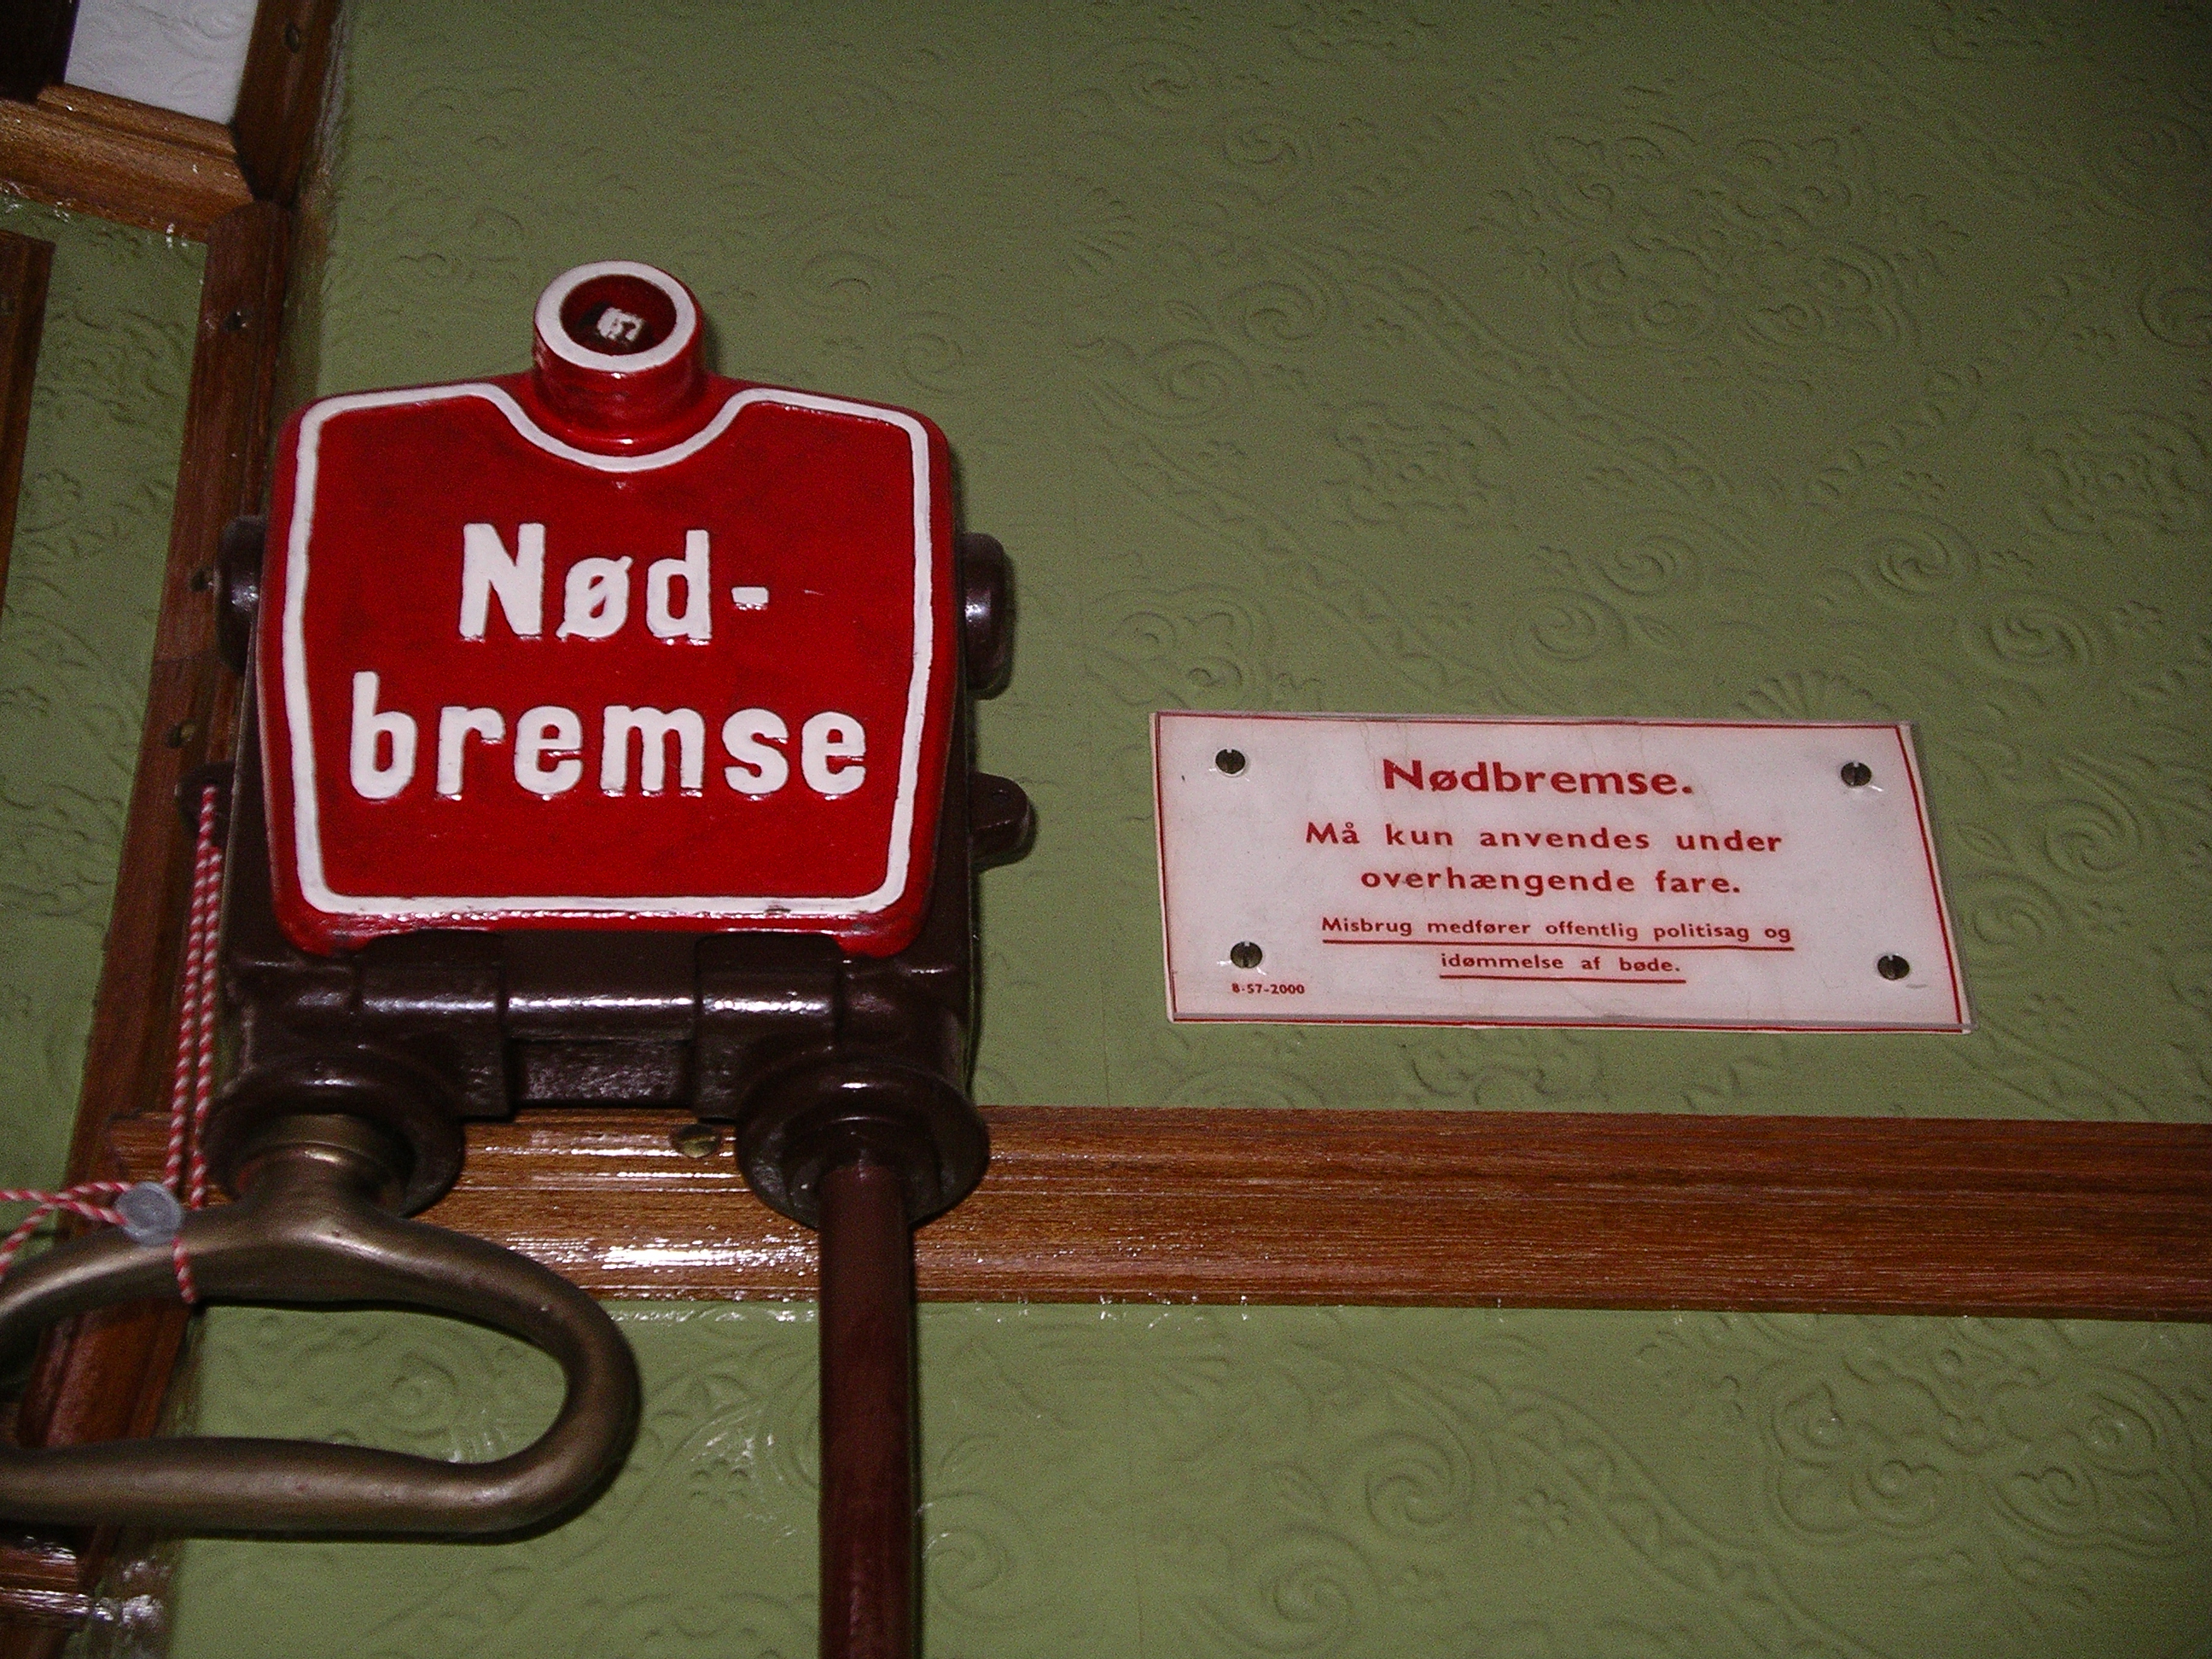 Nød-
bremse
Nødbremse.
Må kun anvendes under
overhængende fare.
Misbrug medfører offentlig politisag og
idømmelse af bøde.
8-57-2000